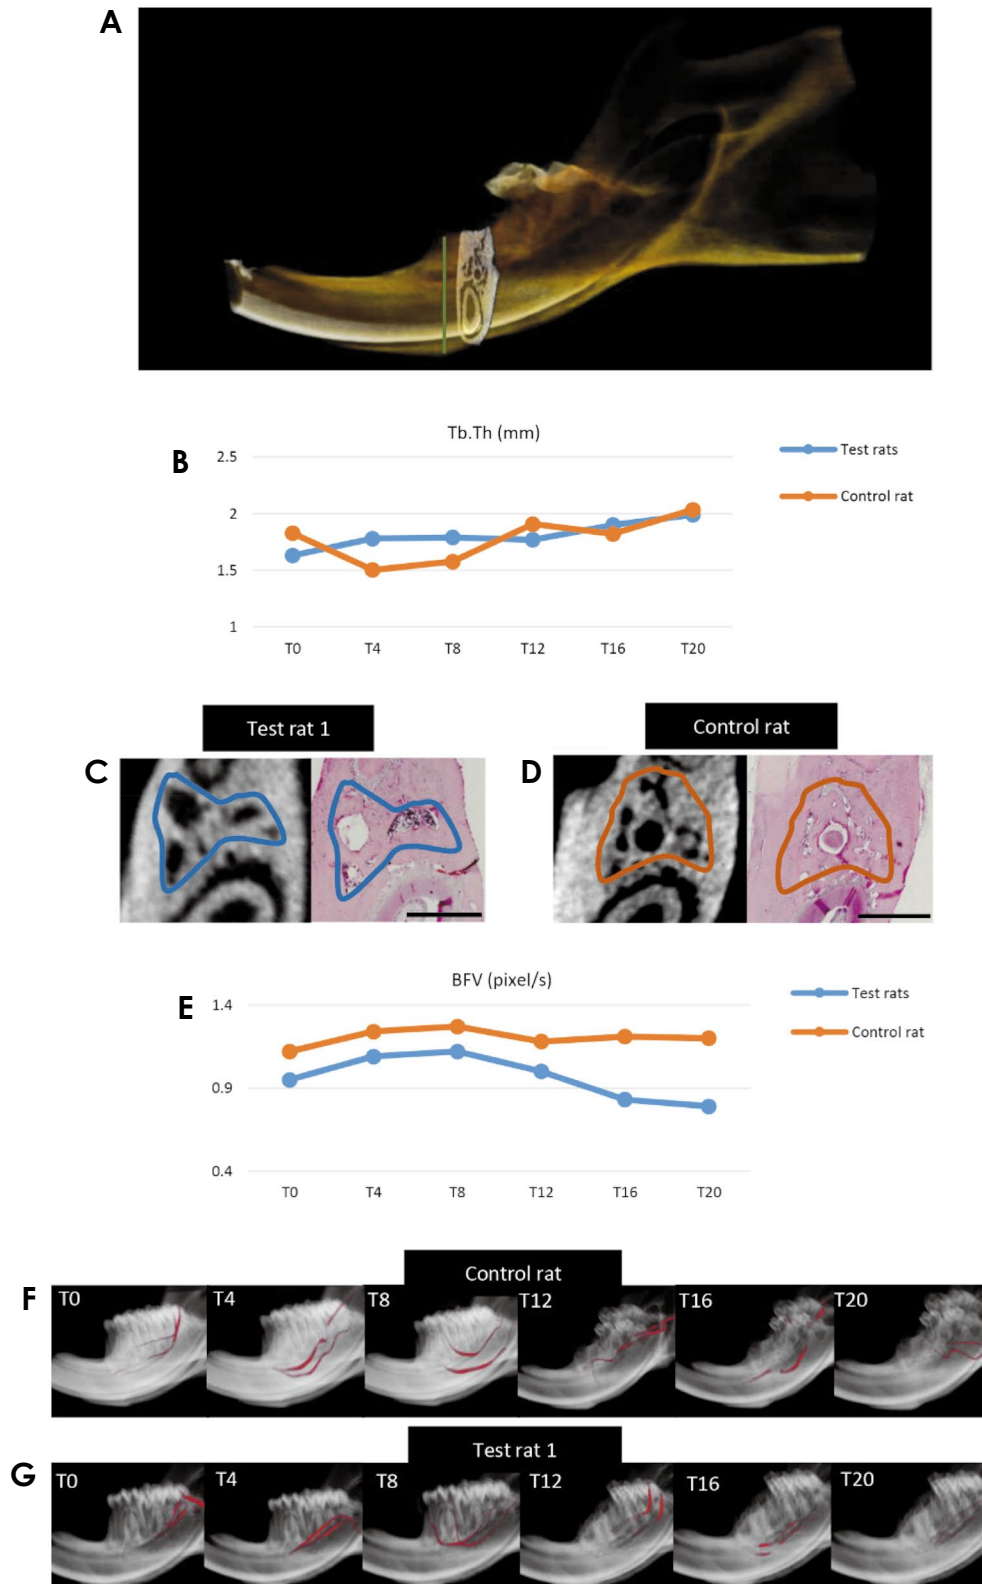 A
Tb.Th (mm)
B
2.5
2
1.5
1
T0 T4 T8 T12 T16 T20
Test rats
Control rat
Test rat 1
Control rat
C
D
BFV (pixel/s)
E
1.4
0.9
0.4
T0 T4 T8 T12 T16 T20
Test rats
Control rat
Control rat
F
T0 T4 T8 T12 T16 T20
Test rat 1
G
T0 T4 T8 T12 T16 T20